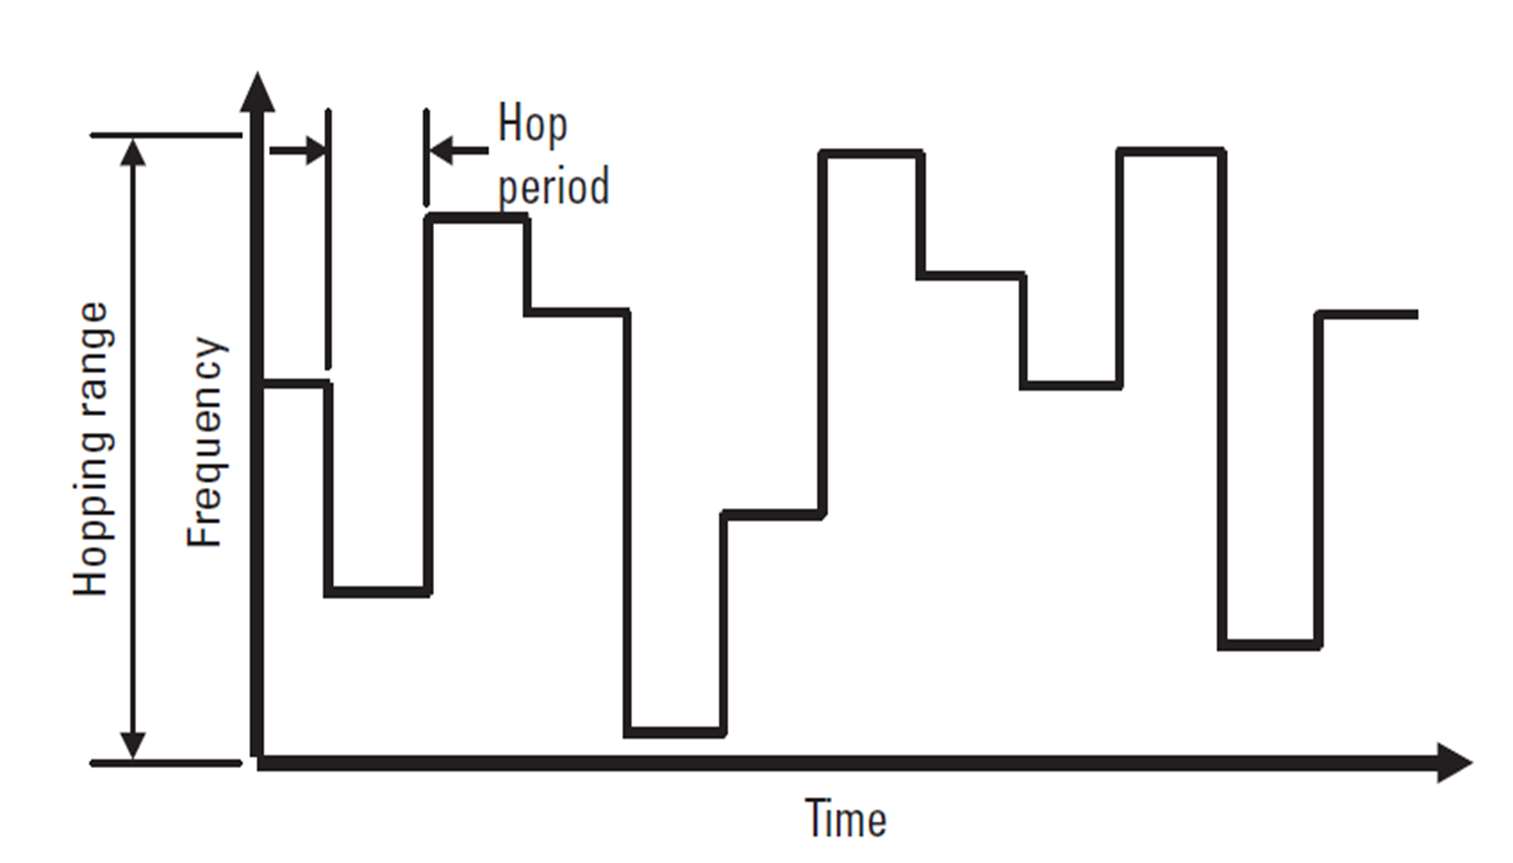 Hop
period
Hopping range
Frequency
Time